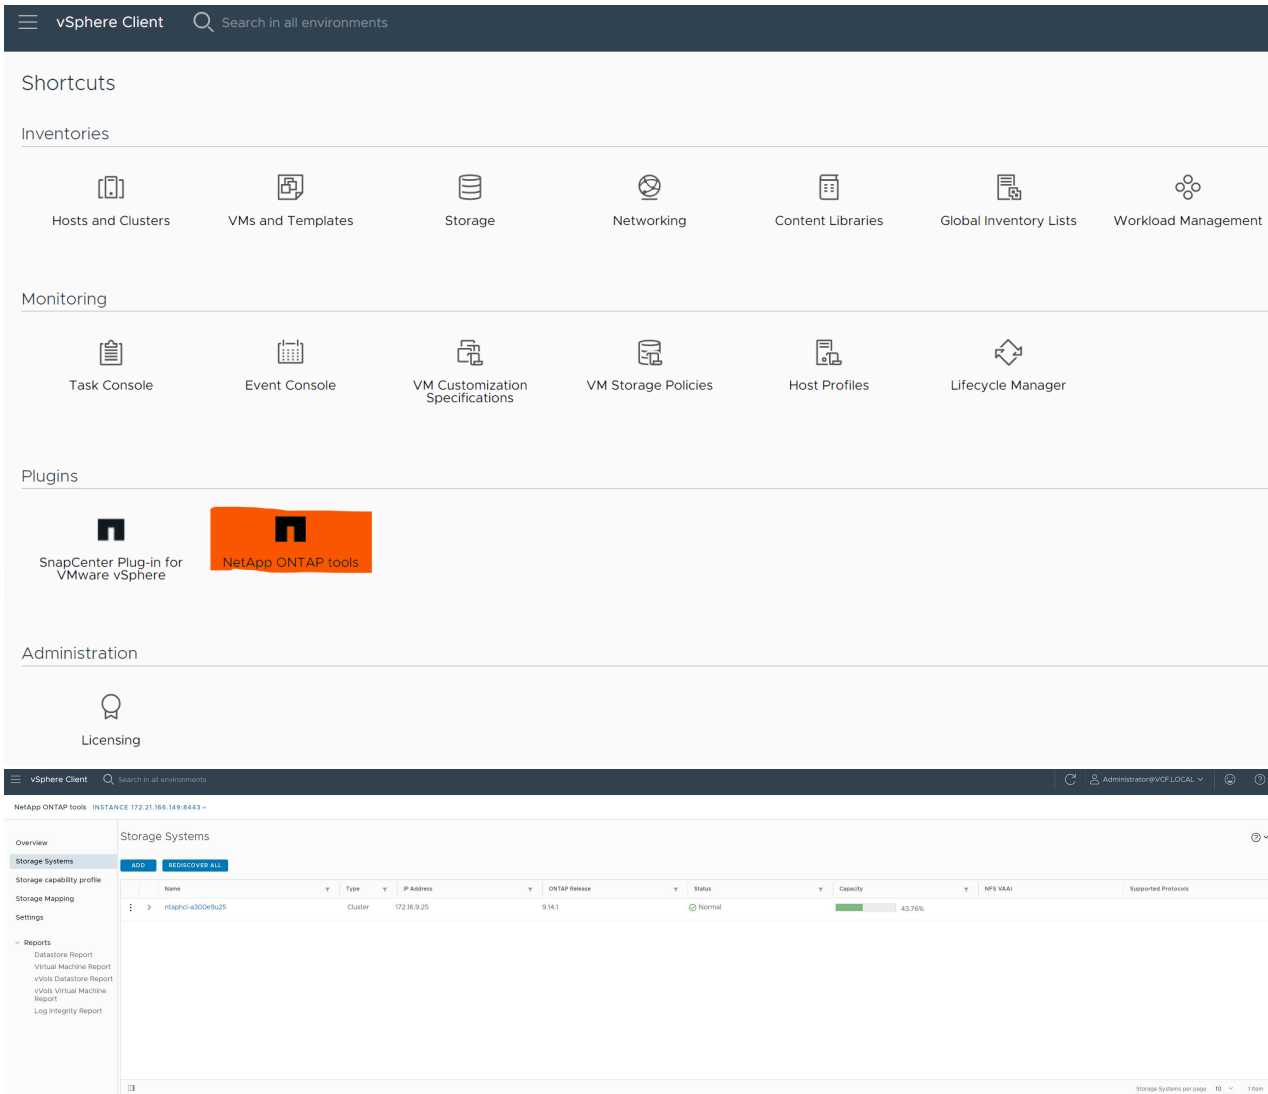 vSphere Client
Search in all environments
Shortcuts
Inventories
Hosts and Clusters
VMs and Templates
Storage
Networking
Content Libraries
Global Inventory Lists
Workload Management
Monitoring
Task Console
Event Console
VM Customization
Specifications
VM Storage Policies
Host Profiles
Lifecycle Manager
Plugins
SnapCenter Plug-in for
VMware vSphere
NetApp ONTAP tools
Administration
Licensing
vSphere Client
Search in all environments
Administrator@VCF.LOCAL
NetApp ONTAP tools INSTANCE 172.21.166.149:8443
Overview
Storage Systems
Storage capability profile
Storage Mapping
Settings
Reports
Datastore Report
Virtual Machine Report
vVols Datastore Report
vVols Virtual Machine
Report
Log Integrity Report
Storage Systems
ADD
REDISCOVER ALL
Name Type IP Address ONTAP Release Status Capacity NFS VAAI Supported Protocols
ntaphci-a300e9u25 Cluster 172.16.9.25 9.14.1 Normal 43.76%
Storage Systems per page 10 1 Item